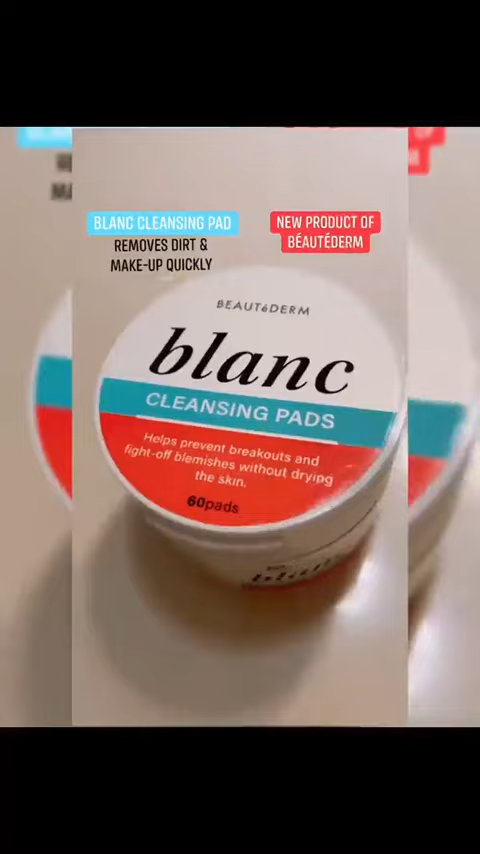 BLANC CLEANSING PAD
REMOVES DIRT &
MAKE-UP QUICKLY
NEW PRODUCT OF
BÉAUTÉDERM
BEAUTéDERM
blanc
CLEANSING PADS
Helps prevent breakouts and
fight-off blemishes without drying
the skin.
60pads